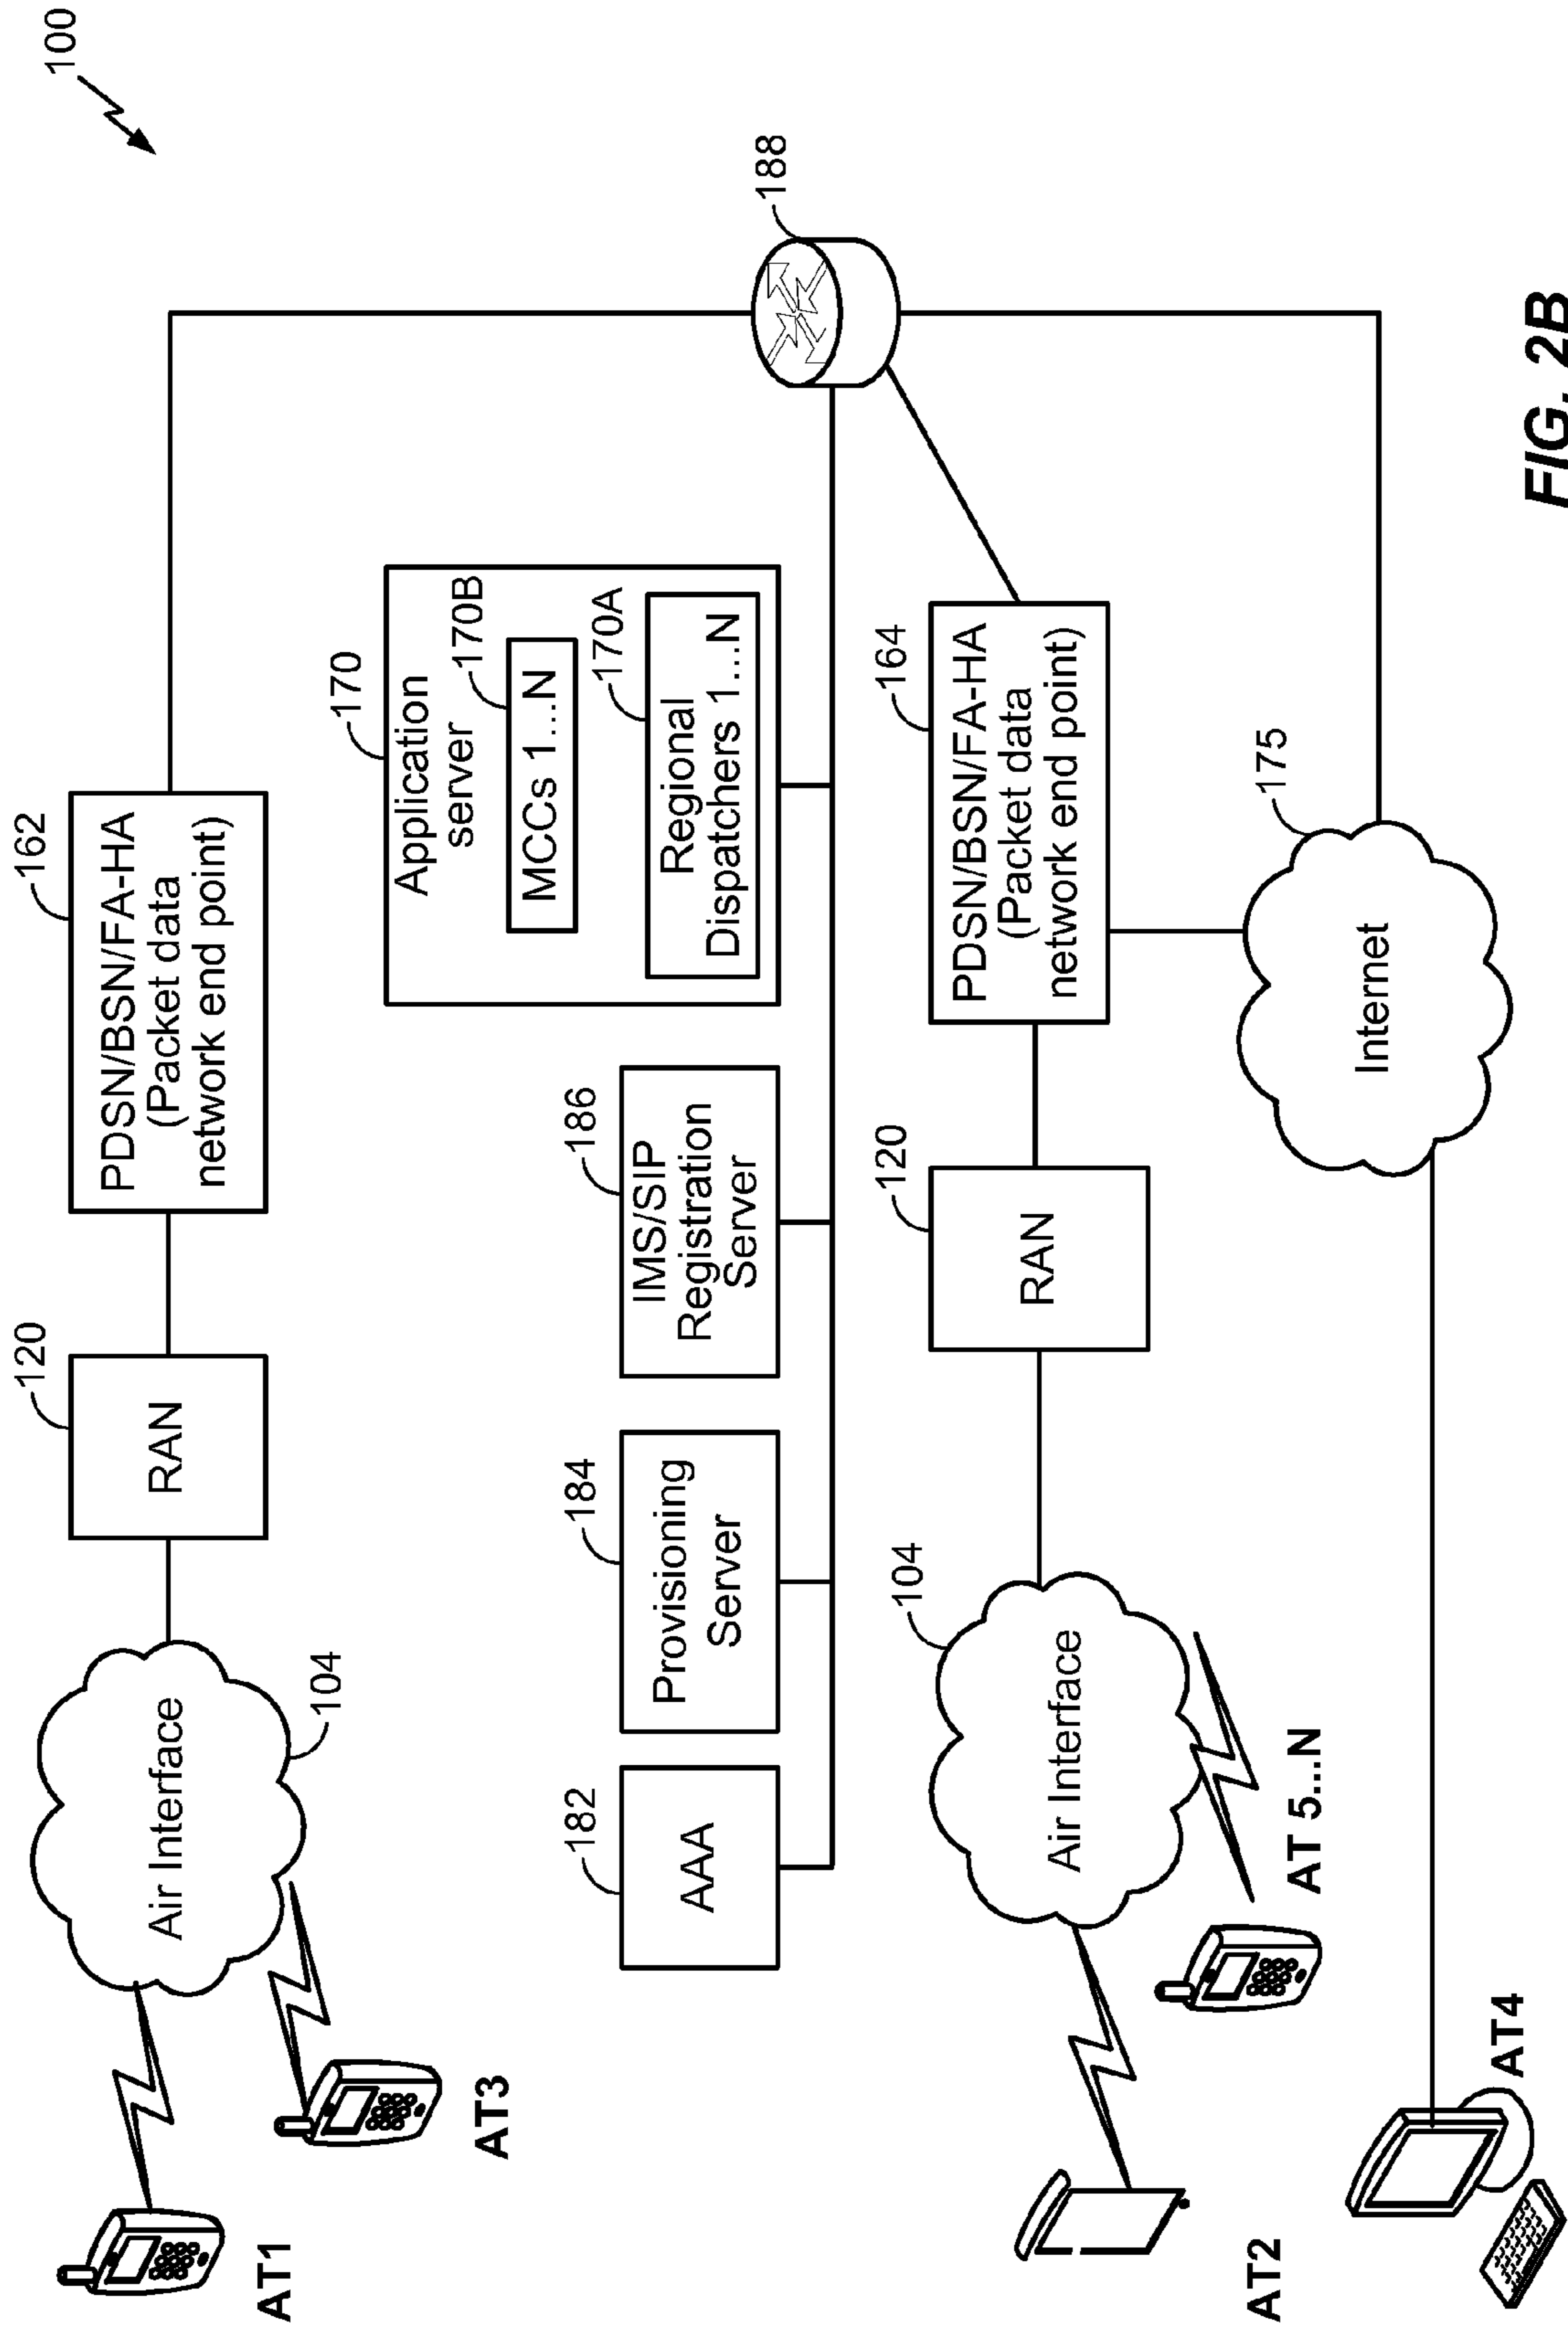 100
162
PDSN/BSN/FA-HA
(Packet data
network end point)
120
RAN
Air Interface
104
AT1
AT3
170
Application
server
170B
MCCs 1...N
170A
Regional
Dispatchers 1...N
188
186
IMS/SIP
Registration
Server
184
Provisioning
Server
182
AAA
164
PDSN/BSN/FA-HA
(Packet data
network end point)
120
RAN
104
Air Interface
AT 5...N
AT2
175
Internet
AT4
FIG. 2B